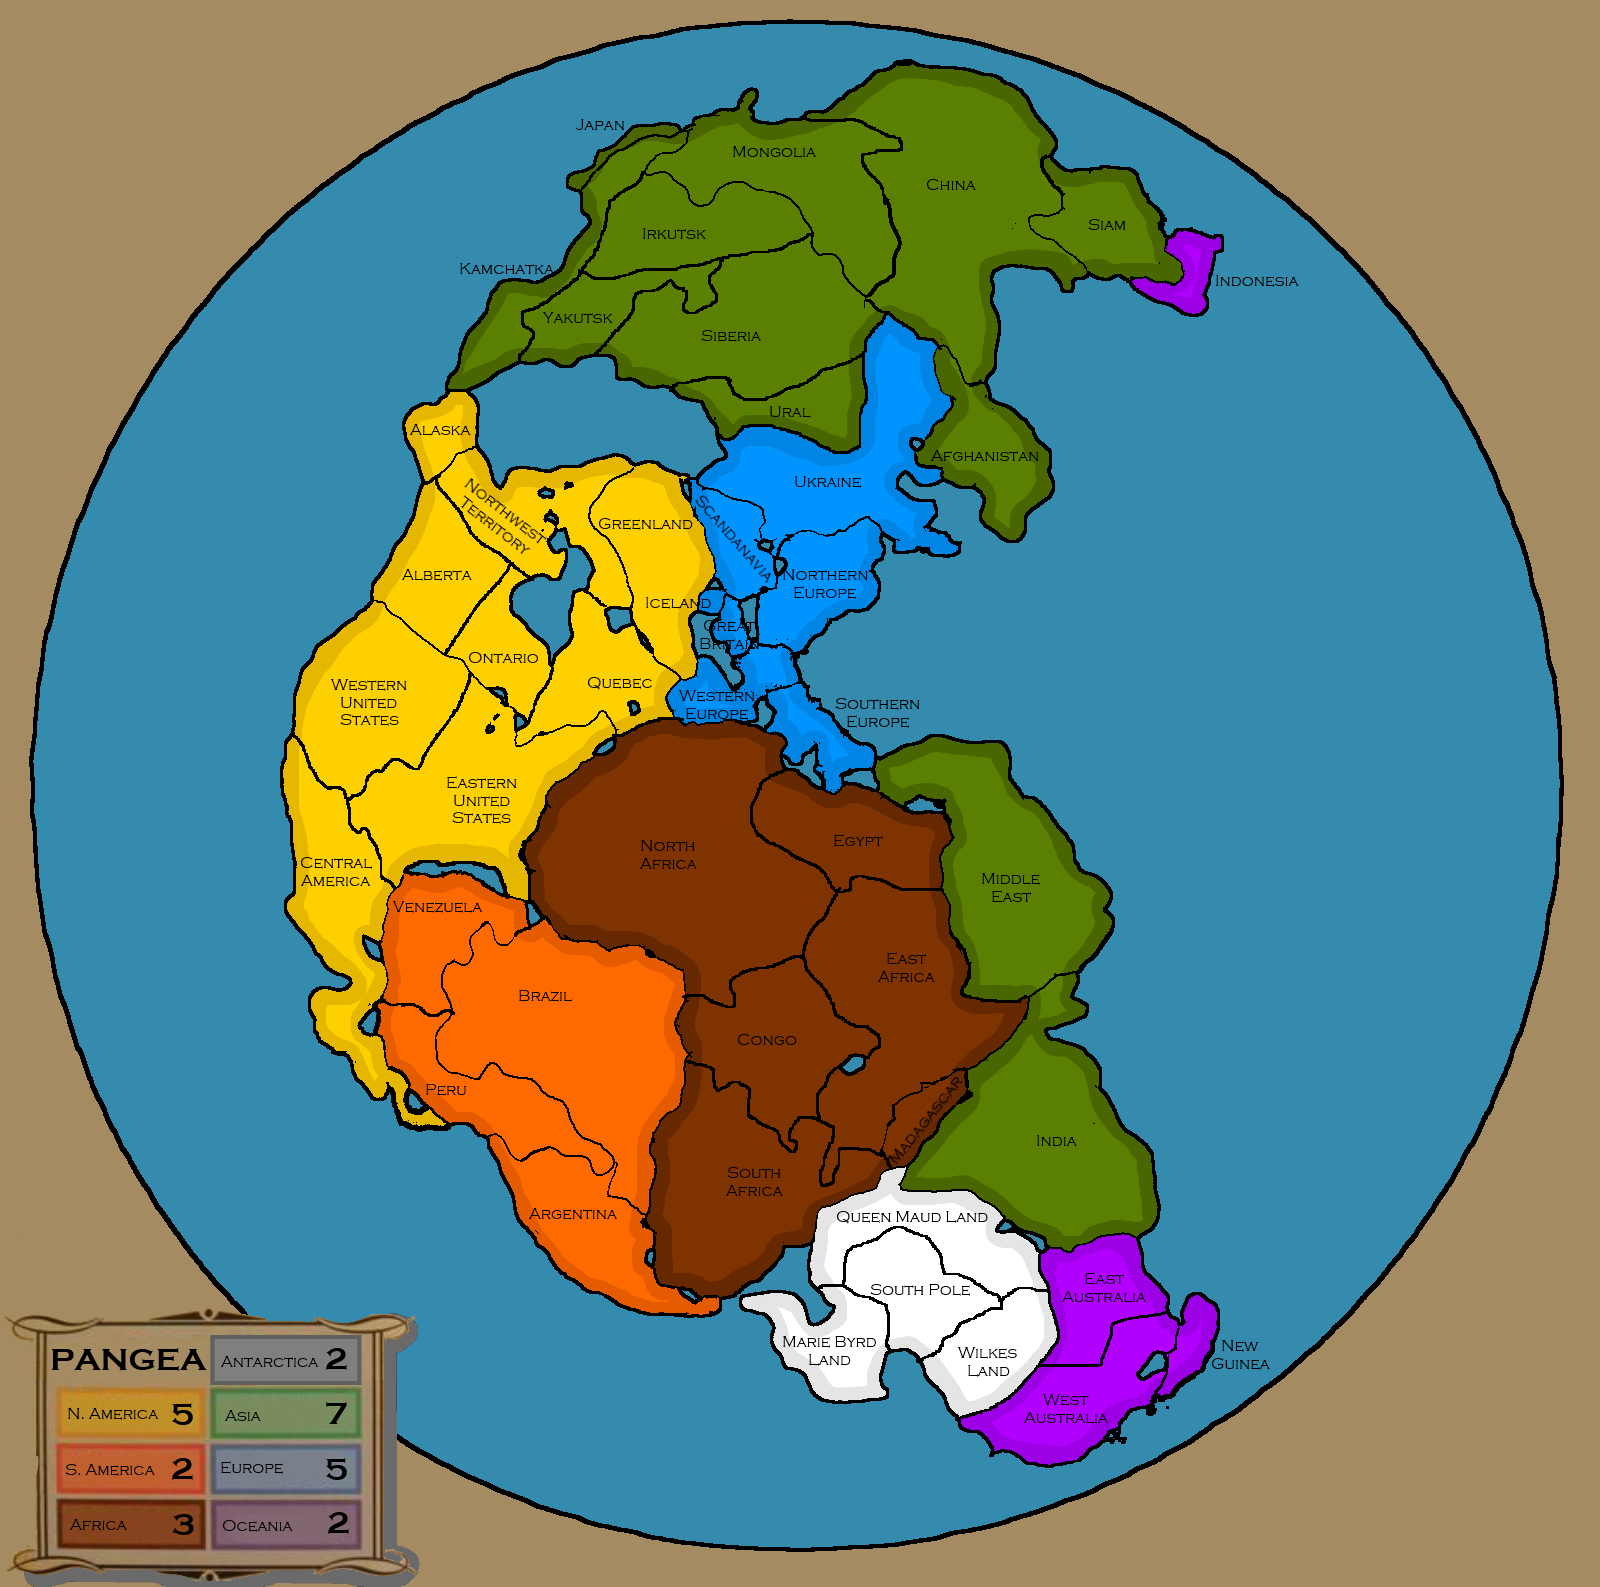 JAPAN
MONGOLIA
CHINA
SIAM
IRKUTSK
KAMCHATKA
INDONESIA
YAKUTSK
SIBERIA
URAL
ALASKA
AFGHANISTAN
UKRAINE
NORTHWEST
TERRITORY
GREENLAND
SCANDANAVIA
ALBERTA
NORTHERN
EUROPE
ICELAND
GREAT
BRITAIN
ONTARIO
QUEBEC
WESTERN
UNITED
STATES
WESTERN
EUROPE
SOUTHERN
EUROPE
EASTERN
UNITED
STATES
NORTH
AFRICA
EGYPT
CENTRAL
AMERICA
MIDDLE
EAST
VENEZUELA
EAST
AFRICA
BRAZIL
CONGO
PERU
MADAGASCAR
INDIA
SOUTH
AFRICA
ARGENTINA
QUEEN MAUD LAND
SOUTH POLE
EAST
AUSTRALIA
MARIE BYRD
LAND
WILKES
LAND
NEW
GUINEA
WEST
AUSTRALIA
PANGEA
ANTARCTICA 2
N. AMERICA 5
ASIA 7
S. AMERICA 2
EUROPE 5
AFRICA 3
OCEANIA 2